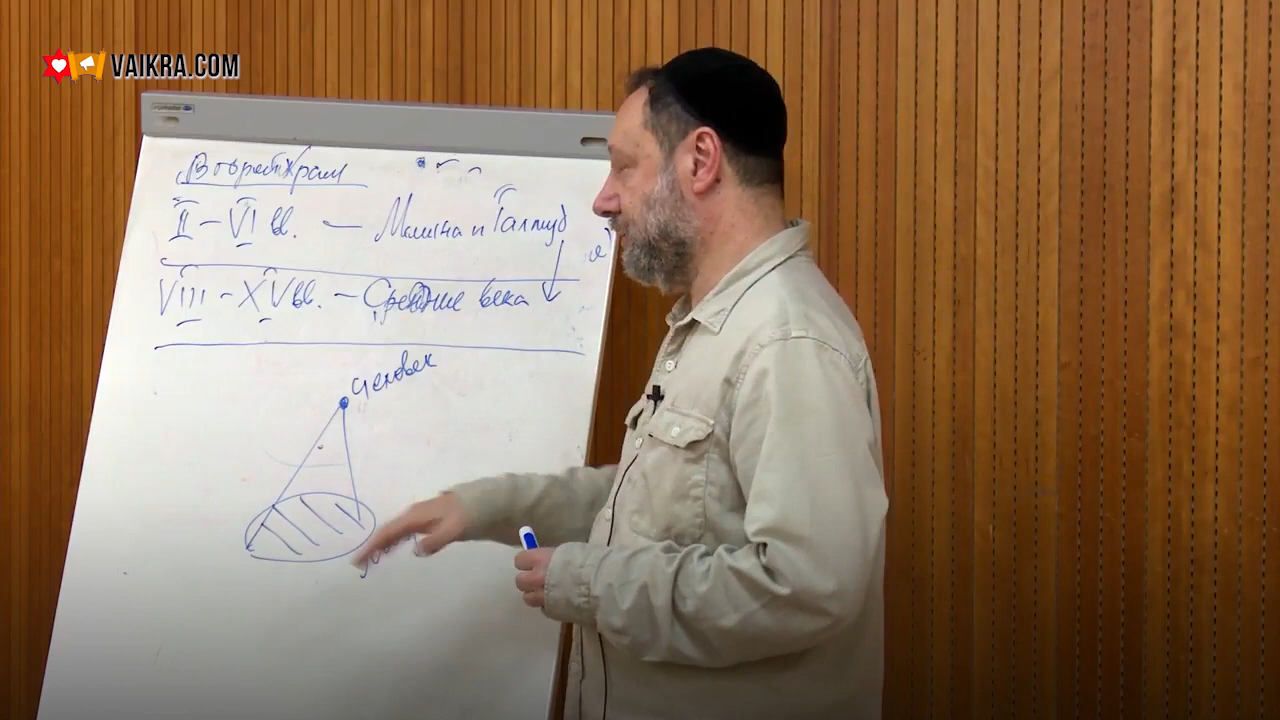 VAIKRA.COM
Второй Храм
II – VI вв. — Мишна и Талмуд
VIII – XV вв. — Средние века
человек